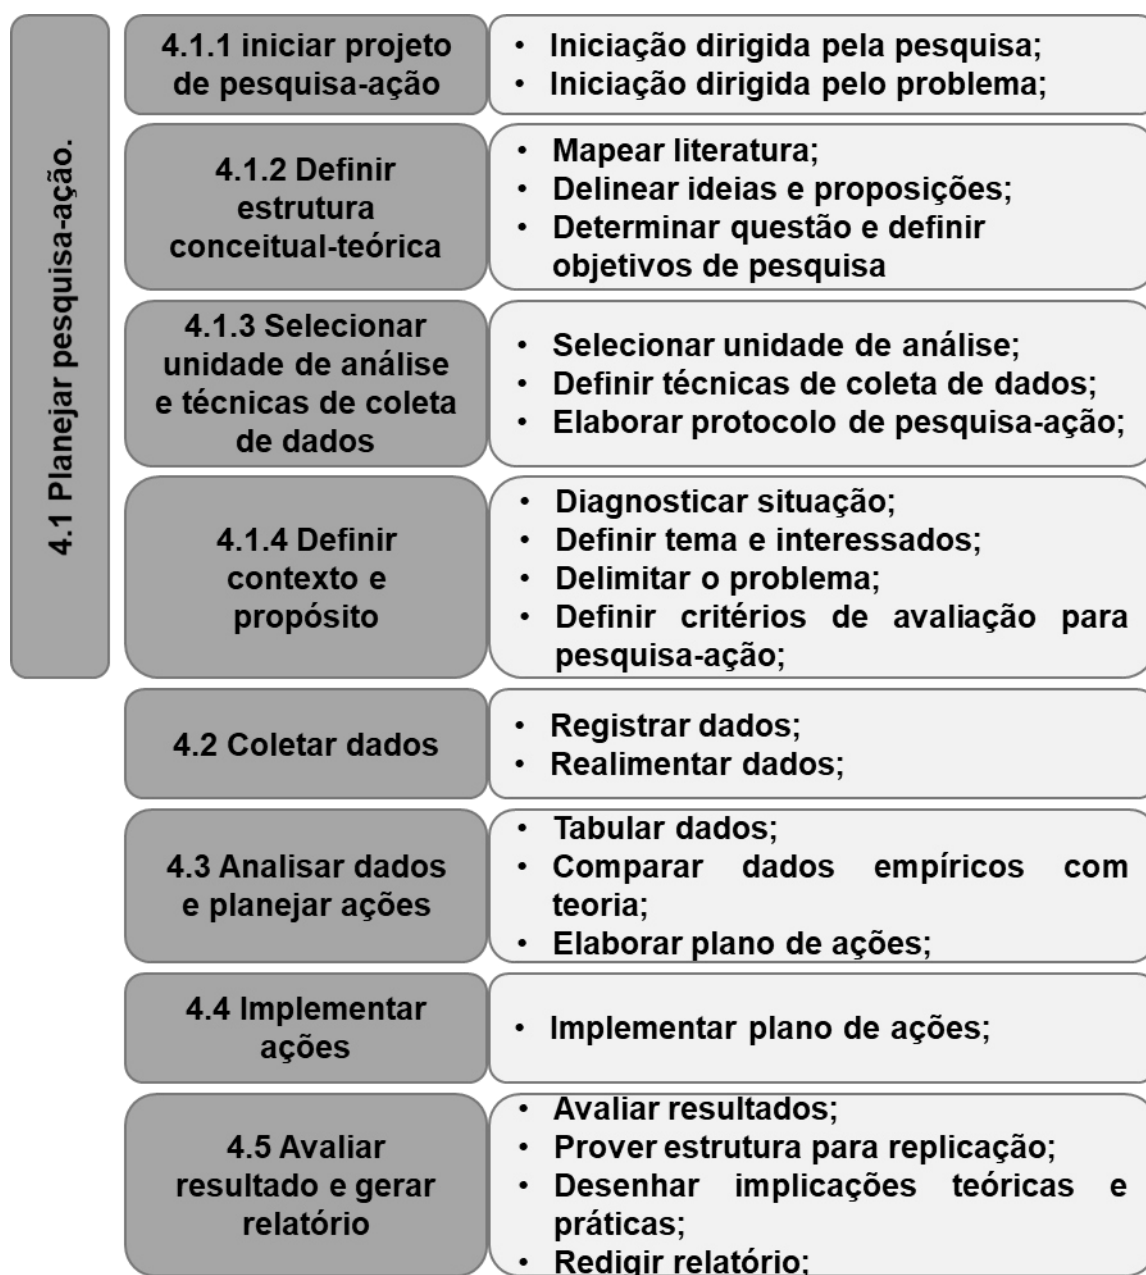 4.1 Planejar pesquisa-ação.
4.1.1 iniciar projeto
de pesquisa-ação
• Iniciação dirigida pela pesquisa;
• Iniciação dirigida pelo problema;
4.1.2 Definir
estrutura
conceitual-teórica
• Mapear literatura;
• Delinear ideias e proposições;
• Determinar questão e definir
objetivos de pesquisa
4.1.3 Selecionar
unidade de análise
e técnicas de coleta
de dados
• Selecionar unidade de análise;
• Definir técnicas de coleta de dados;
• Elaborar protocolo de pesquisa-ação;
4.1.4 Definir
contexto e
propósito
• Diagnosticar situação;
• Definir tema e interessados;
• Delimitar o problema;
• Definir critérios de avaliação para
pesquisa-ação;
4.2 Coletar dados
• Registrar dados;
• Realimentar dados;
4.3 Analisar dados
e planejar ações
• Tabular dados;
• Comparar dados empíricos com
teoria;
• Elaborar plano de ações;
4.4 Implementar
ações
• Implementar plano de ações;
4.5 Avaliar
resultado e gerar
relatório
• Avaliar resultados;
• Prover estrutura para replicação;
• Desenhar implicações teóricas e
práticas;
• Redigir relatório;